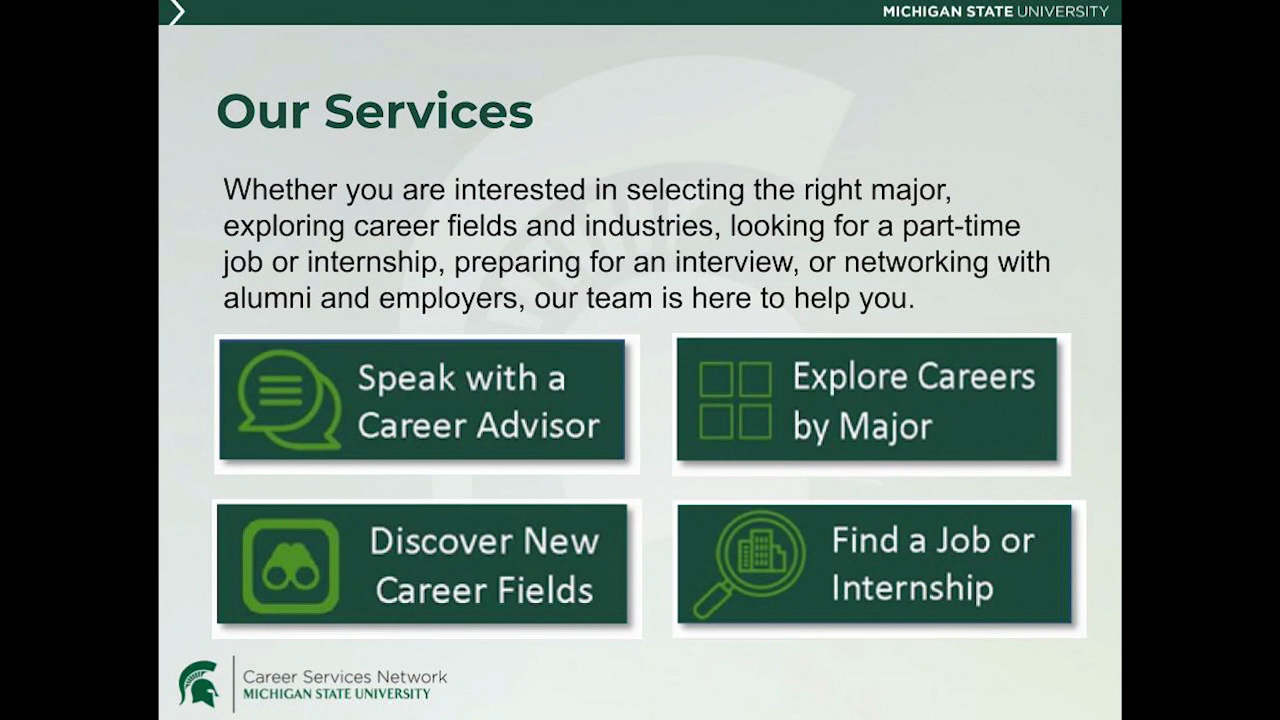 MICHIGAN STATE UNIVERSITY
Our Services
Whether you are interested in selecting the right major,
exploring career fields and industries, looking for a part-time
job or internship, preparing for an interview, or networking with
alumni and employers, our team is here to help you.
Speak with a
Career Advisor
Explore Careers
by Major
Discover New
Career Fields
Find a Job or
Internship
Career Services Network
MICHIGAN STATE UNIVERSITY